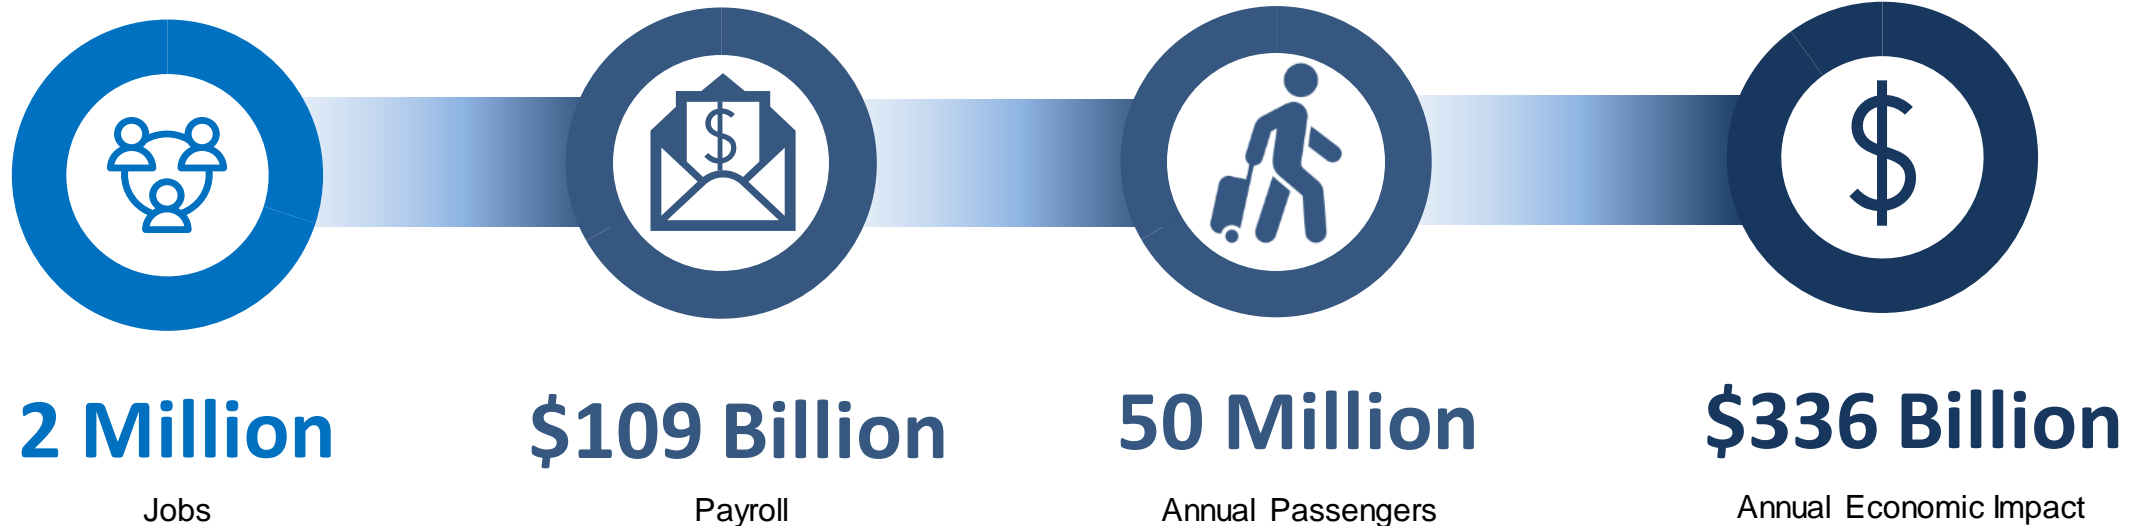 2 Million
Jobs
$109 Billion
Payroll
50 Million
Annual Passengers
$336 Billion
Annual Economic Impact